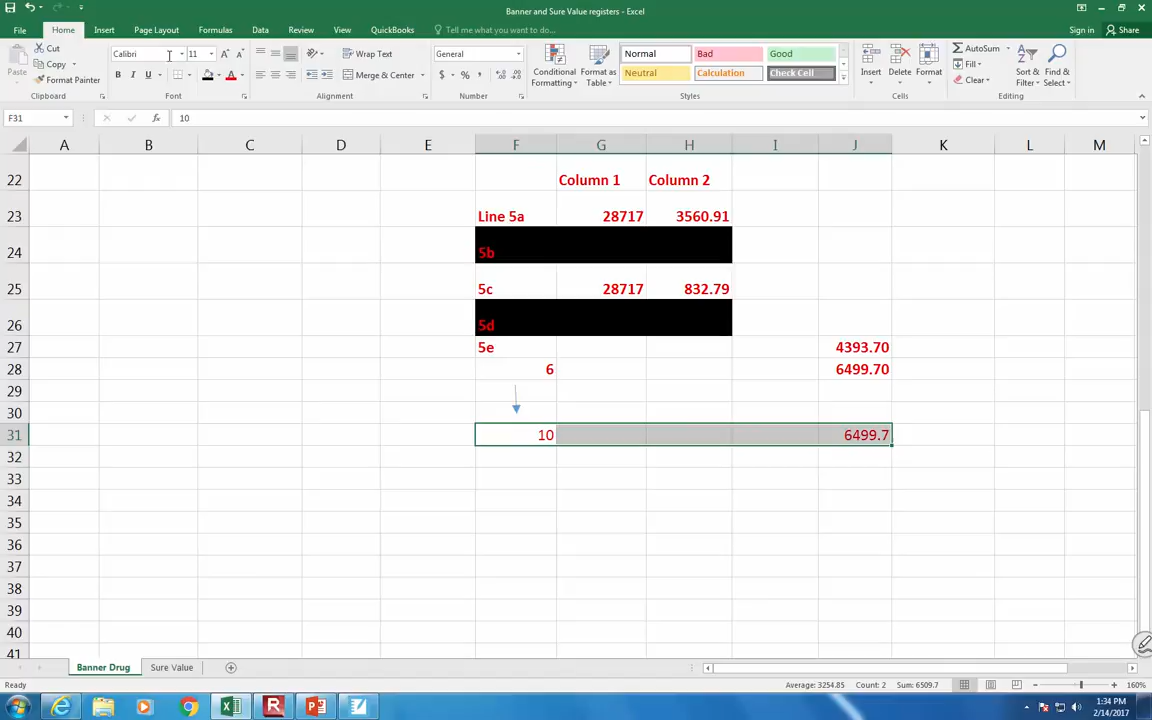 Banner and Sure Value registers - Excel
File Home Insert Page Layout Formulas Data Review View QuickBooks Tell me what you want to do... Sign in Share
Cut
Copy
Format Painter
Paste
Clipboard
Calibri 11
B I U
A
Font
Wrap Text
Merge & Center
Alignment
General
$ % ,
Number
Conditional Formatting
Format as Table
Normal Bad Good
Neutral Calculation Check Cell
Styles
Insert Delete Format
Cells
AutoSum
Fill
Clear
Sort & Filter
Find & Select
Editing
F31 fx 10
A B C D E F G H I J K L M
22 Column 1 Column 2
23 Line 5a 28717 3560.91
24 5b
25 5c 28717 832.79
26 5d
27 5e 4393.70
28 6 6499.70
29
30
31 10 6499.7
32
33
34
35
36
37
38
39
40
41
Banner Drug Sure Value
Ready Average: 3254.85 Count: 2 Sum: 6509.7 160%
1:34 PM
2/14/2017